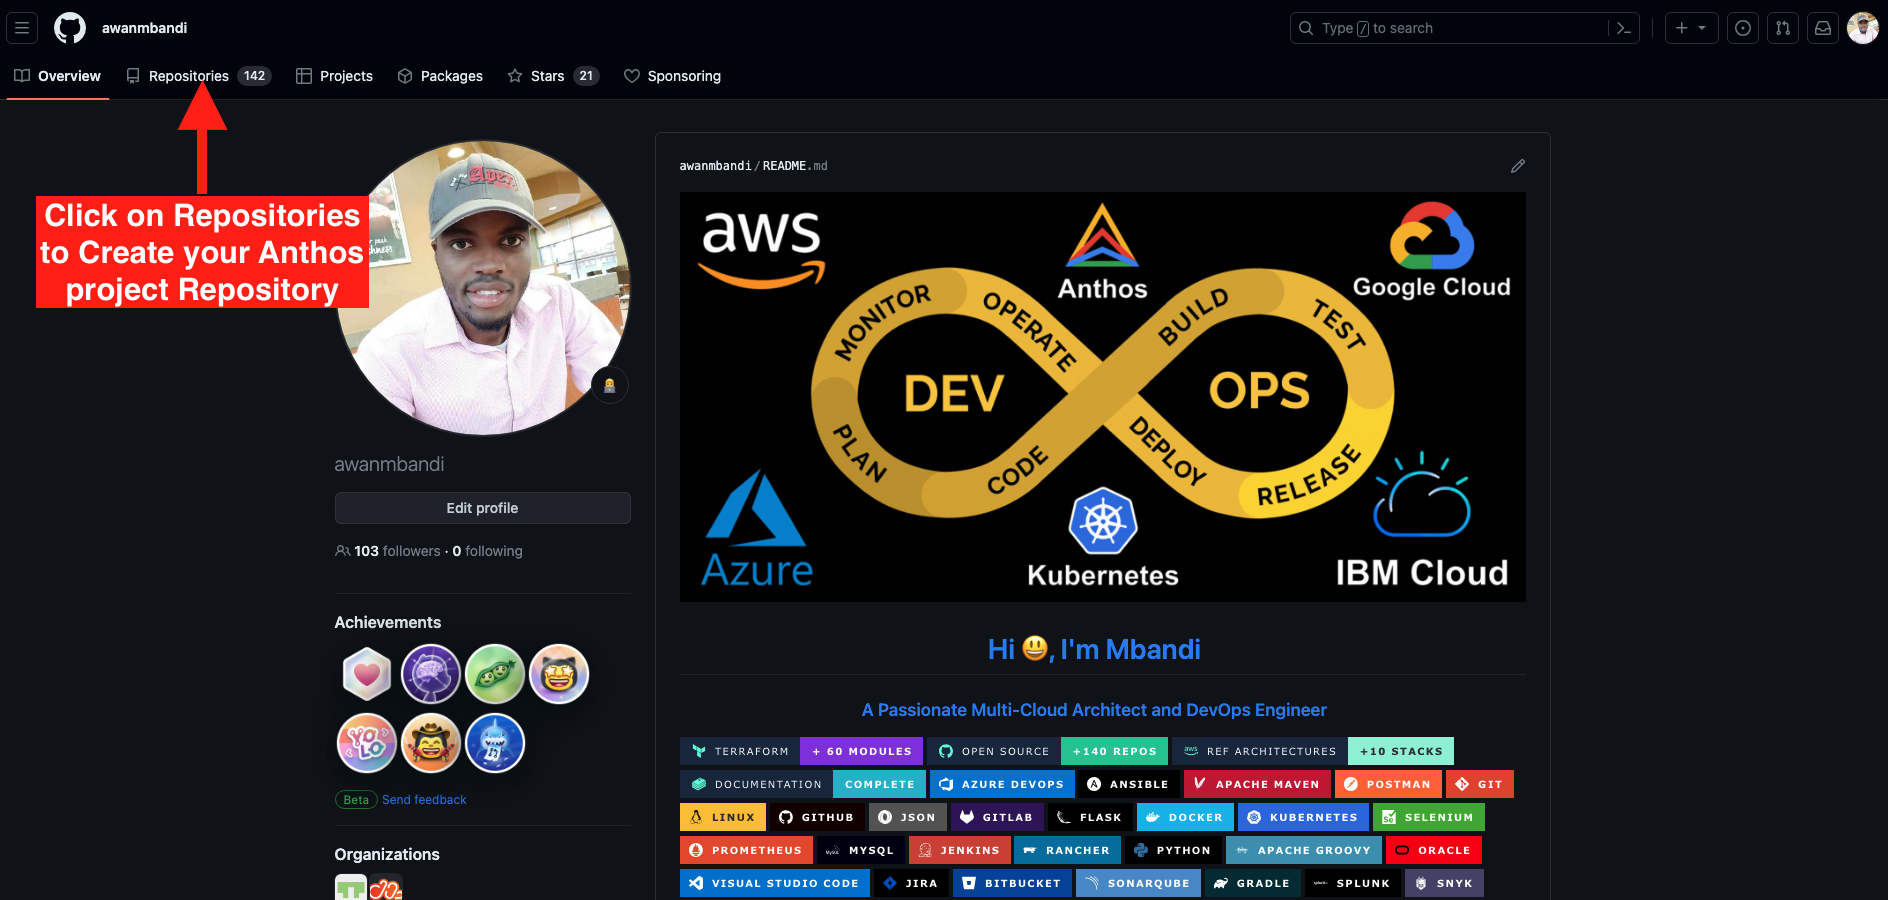 awanmbandi
Type / to search
Overview
Repositories 142
Projects
Packages
Stars 21
Sponsoring
Click on Repositories
to Create your Anthos
project Repository
awanmbandi
Edit profile
103 followers · 0 following
Achievements
YOLO
Beta Send feedback
Organizations
awanmbandi/README.md
aws
Anthos
Google Cloud
MONITOR
OPERATE
BUILD
TEST
DEV
OPS
PLAN
CODE
DEPLOY
RELEASE
Azure
Kubernetes
IBM Cloud
Hi 😃, I'm Mbandi
A Passionate Multi-Cloud Architect and DevOps Engineer
TERRAFORM + 60 MODULES OPEN SOURCE +140 REPOS aws REF ARCHITECTURES +10 STACKS
DOCUMENTATION COMPLETE AZURE DEVOPS ANSIBLE APACHE MAVEN POSTMAN GIT
LINUX GITHUB JSON GITLAB FLASK DOCKER KUBERNETES Se SELENIUM
PROMETHEUS MYSQL JENKINS RANCHER PYTHON APACHE GROOVY ORACLE
VISUAL STUDIO CODE JIRA BITBUCKET SONARQUBE GRADLE SPLUNK SNYK